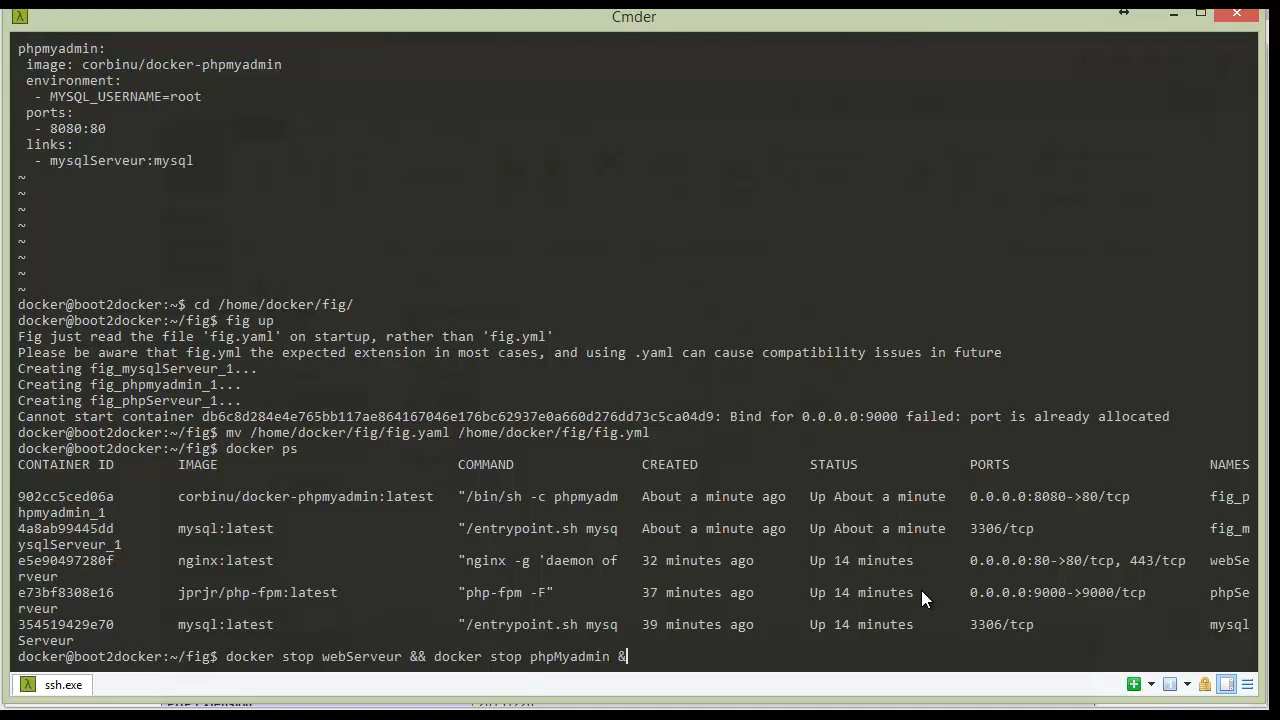 Cmder
phpmyadmin:
 image: corbinu/docker-phpmyadmin
 environment:
  - MYSQL_USERNAME=root
 ports:
  - 8080:80
 links:
  - mysqlServeur:mysql
~
~
~
~
~
~
~
~
docker@boot2docker:~$ cd /home/docker/fig/
docker@boot2docker:~/fig$ fig up
Fig just read the file 'fig.yaml' on startup, rather than 'fig.yml'
Please be aware that fig.yml the expected extension in most cases, and using .yaml can cause compatibility issues in future
Creating fig_mysqlServeur_1...
Creating fig_phpmyadmin_1...
Creating fig_phpServeur_1...
Cannot start container db6c8d284e4e765bb117ae864167046e176bc62937e0a660d276dd73c5ca04d9: Bind for 0.0.0.0:9000 failed: port is already allocated
docker@boot2docker:~/fig$ mv /home/docker/fig/fig.yaml /home/docker/fig/fig.yml
docker@boot2docker:~/fig$ docker ps
CONTAINER ID        IMAGE                              COMMAND                CREATED              STATUS              PORTS                         NAMES
902cc5ced06a        corbinu/docker-phpmyadmin:latest   "/bin/sh -c phpmyadm   About a minute ago   Up About a minute   0.0.0.0:8080->80/tcp          fig_p
hpmyadmin_1
4a8ab99445dd        mysql:latest                       "/entrypoint.sh mysq   About a minute ago   Up About a minute   3306/tcp                      fig_m
ysqlServeur_1
e5e90497280f        nginx:latest                       "nginx -g 'daemon of   32 minutes ago       Up 14 minutes       0.0.0.0:80->80/tcp, 443/tcp   webSe
rveur
e73bf8308e16        jprjr/php-fpm:latest               "php-fpm -F"           37 minutes ago       Up 14 minutes       0.0.0.0:9000->9000/tcp        phpSe
rveur
354519429e70        mysql:latest                       "/entrypoint.sh mysq   39 minutes ago       Up 14 minutes       3306/tcp                      mysql
Serveur
docker@boot2docker:~/fig$ docker stop webServeur && docker stop phpMyadmin &
ssh.exe